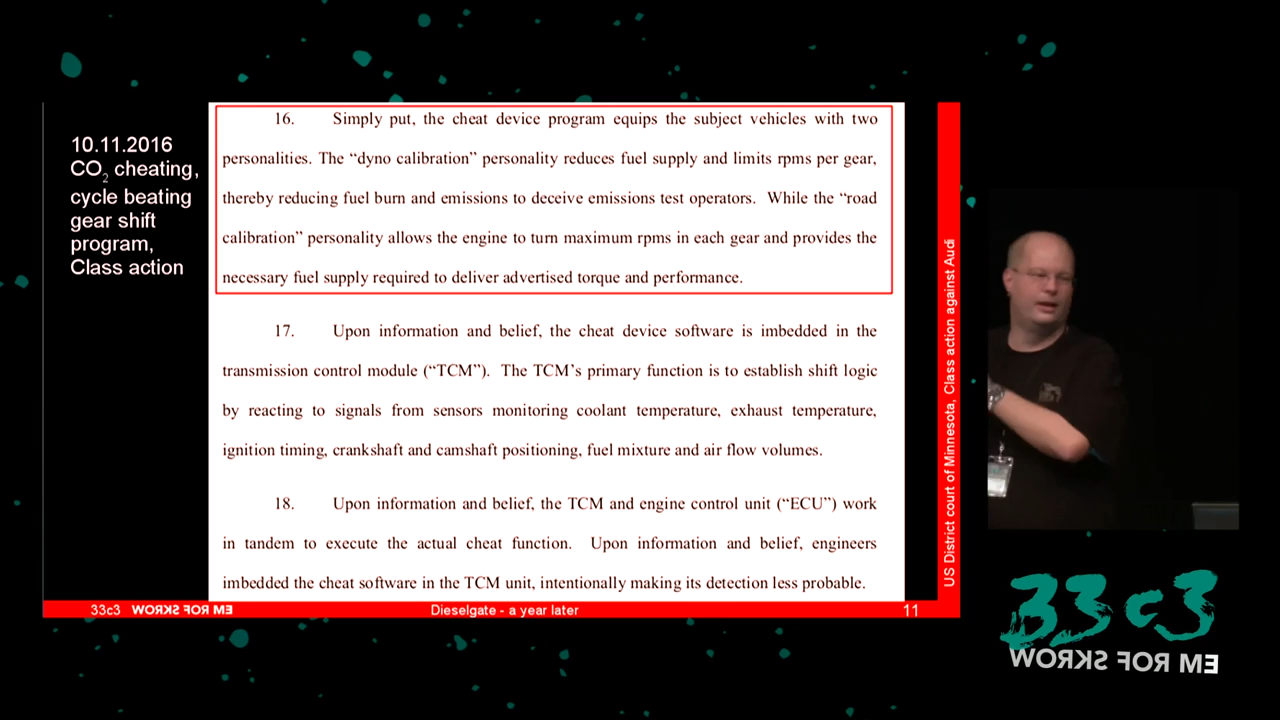 10.11.2016
CO2 cheating,
cycle beating
gear shift
program,
Class action
16. Simply put, the cheat device program equips the subject vehicles with two
personalities. The “dyno calibration” personality reduces fuel supply and limits rpms per gear,
thereby reducing fuel burn and emissions to deceive emissions test operators. While the “road
calibration” personality allows the engine to turn maximum rpms in each gear and provides the
necessary fuel supply required to deliver advertised torque and performance.
17. Upon information and belief, the cheat device software is imbedded in the
transmission control module (“TCM”). The TCM’s primary function is to establish shift logic
by reacting to signals from sensors monitoring coolant temperature, exhaust temperature,
ignition timing, crankshaft and camshaft positioning, fuel mixture and air flow volumes.
18. Upon information and belief, the TCM and engine control unit (“ECU”) work
in tandem to execute the actual cheat function. Upon information and belief, engineers
imbedded the cheat software in the TCM unit, intentionally making its detection less probable.
US District court of Minnesota, Class action against Audi
33c3 WORKS FOR ME
Dieselgate - a year later
11
33c3
WORKS FOR ME